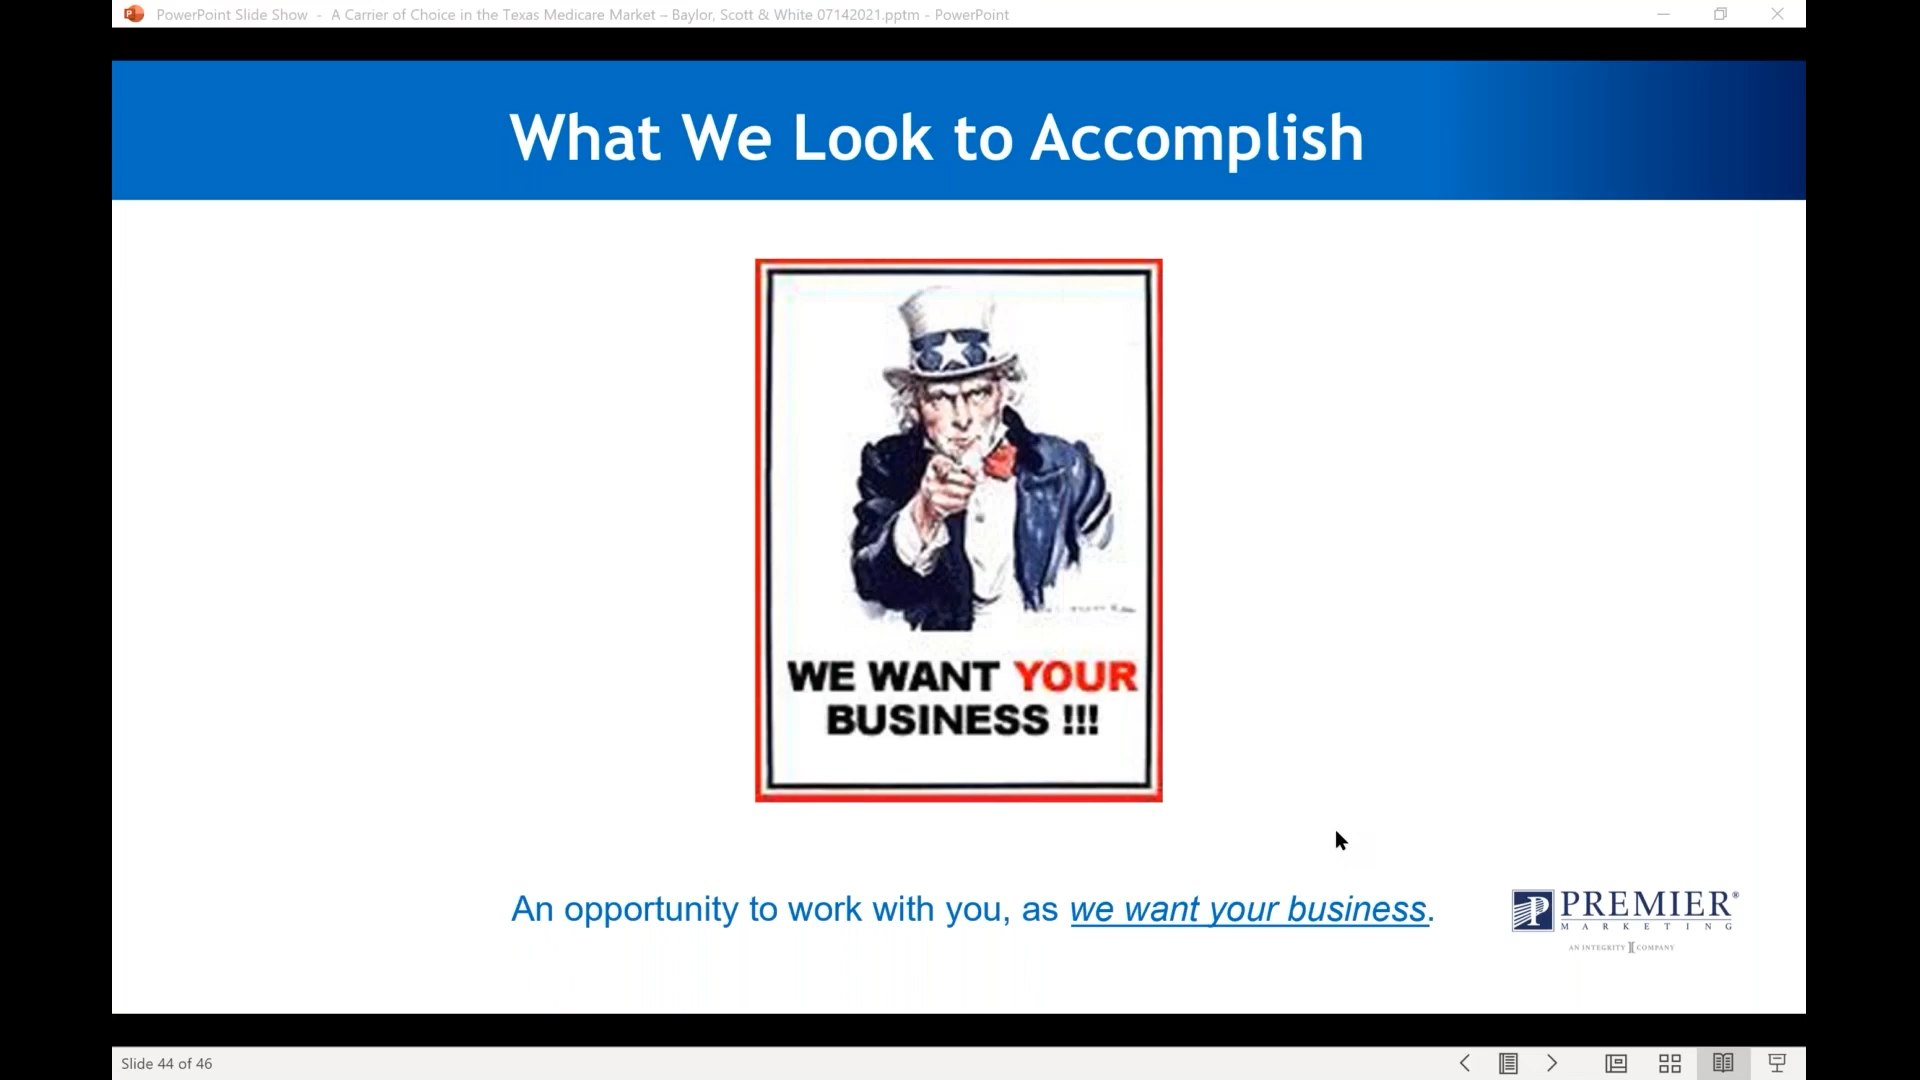 PowerPoint Slide Show - A Carrier of Choice in the Texas Medicare Market – Baylor, Scott & White 07142021.pptm - PowerPoint
What We Look to Accomplish
WE WANT YOUR
BUSINESS !!!
An opportunity to work with you, as we want your business.
PREMIER®
MARKETING
AN INTEGRITY COMPANY
Slide 44 of 46